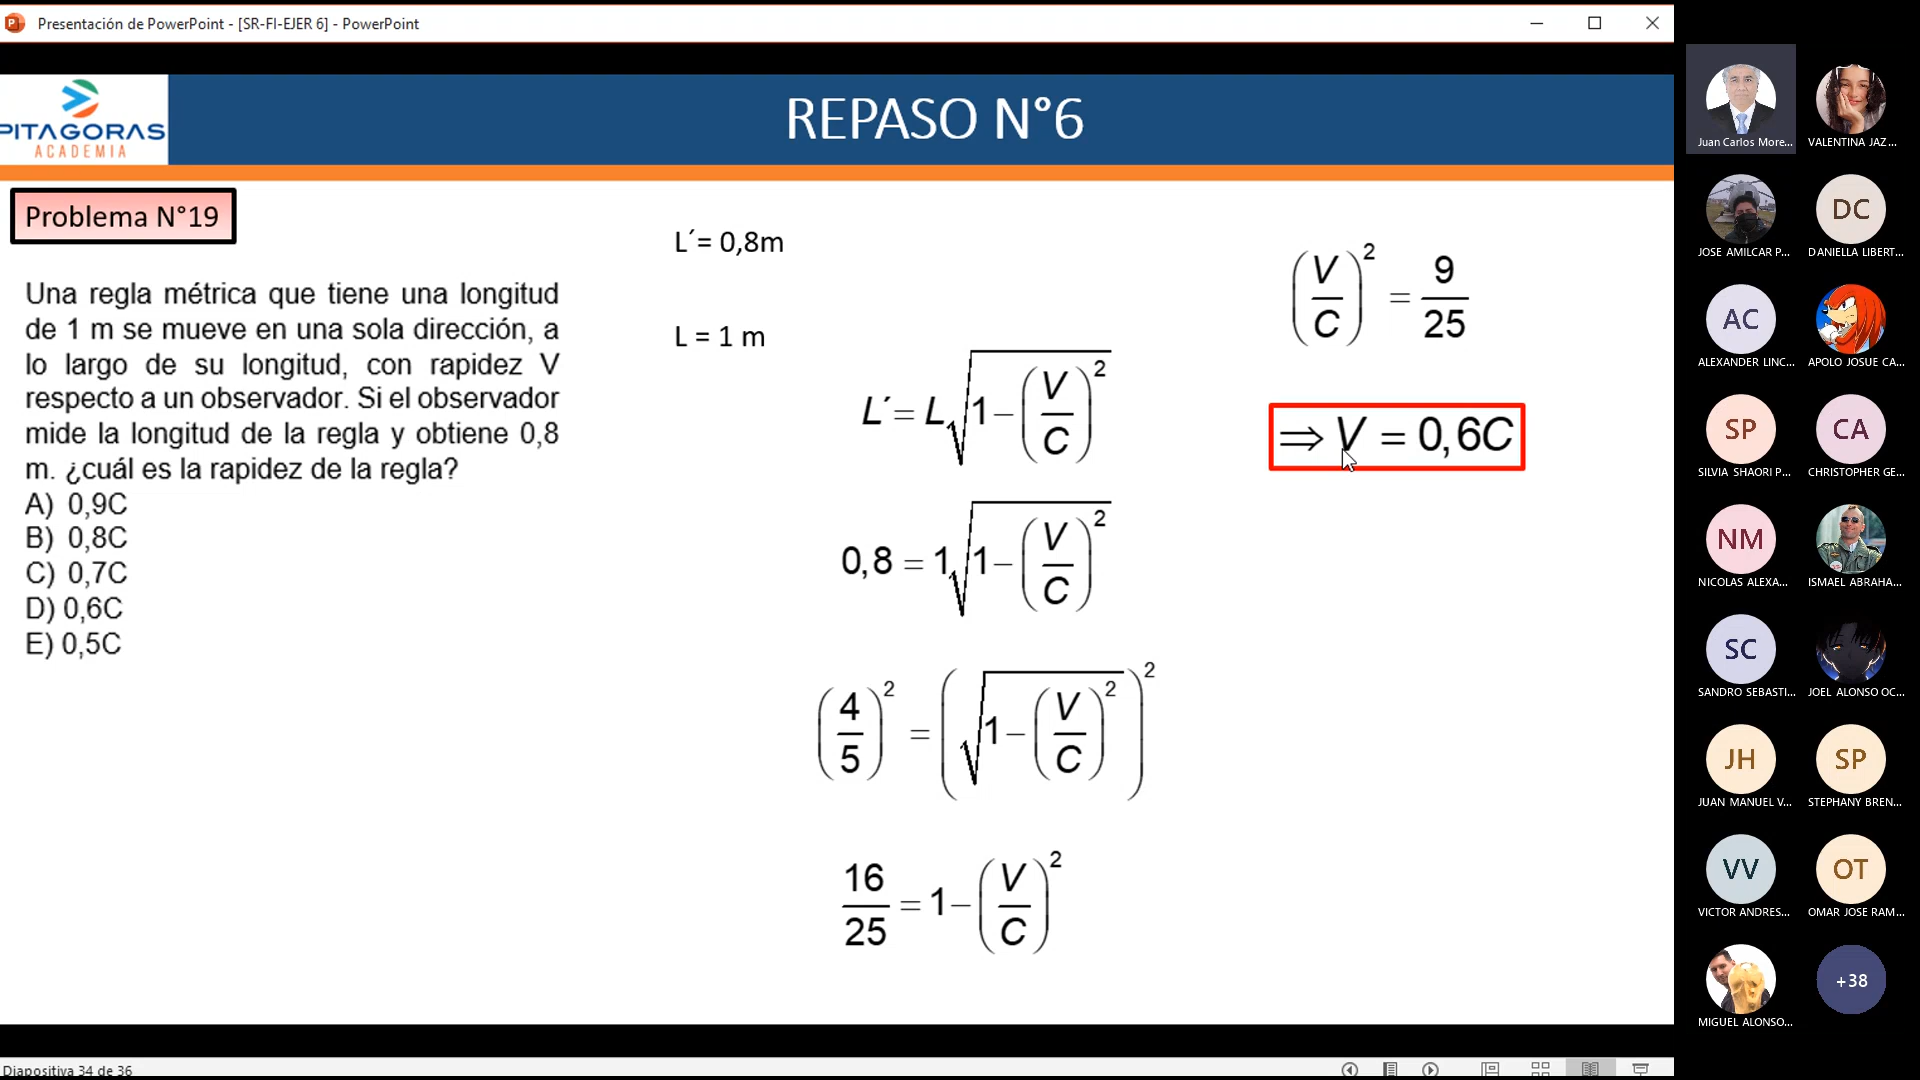 Presentación de PowerPoint - [SR-FI-EJER 6] - PowerPoint
PITAGORAS
ACADEMIA
REPASO N°6
Problema N°19
Una regla métrica que tiene una longitud
de 1 m se mueve en una sola dirección, a
lo largo de su longitud, con rapidez V
respecto a un observador. Si el observador
mide la longitud de la regla y obtiene 0,8
m. ¿cuál es la rapidez de la regla?
A) 0,9C
B) 0,8C
C) 0,7C
D) 0,6C
E) 0,5C
L´= 0,8m
L = 1 m
L´= L√(1−(V/C)²)
0,8 = 1√(1−(V/C)²)
(4/5)² = (√(1−(V/C)²))²
16/25 = 1−(V/C)²
(V/C)² = 9/25
⇒ V = 0,6C
Juan Carlos More...
VALENTINA JAZ...
JOSE AMILCAR P...
DC
DANIELLA LIBERT...
AC
ALEXANDER LINC...
APOLO JOSUE CA...
SP
SILVIA SHAORI P...
CA
CHRISTOPHER GE...
NM
NICOLAS ALEXA...
ISMAEL ABRAHA...
SC
SANDRO SEBASTI...
JOEL ALONSO OC...
JH
JUAN MANUEL V...
SP
STEPHANY BREN...
VV
VICTOR ANDRES...
OT
OMAR JOSE RAM...
MIGUEL ALONSO...
+38
Diapositiva 34 de 36